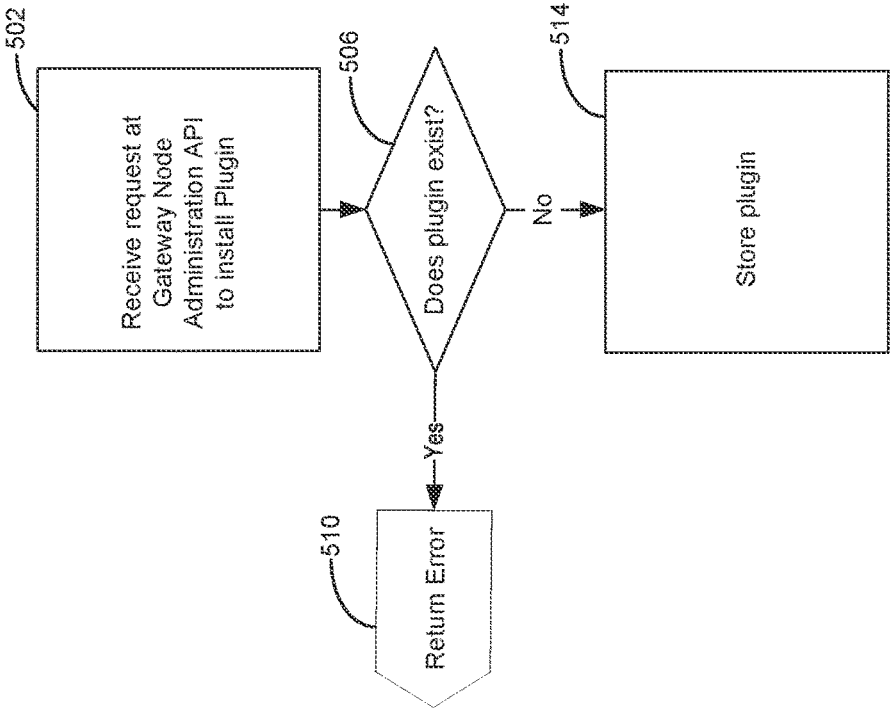 502
Receive request at
Gateway Node
Administration API
to install Plugin
506
Does plugin exist?
Yes
510
Return Error
No
514
Store plugin